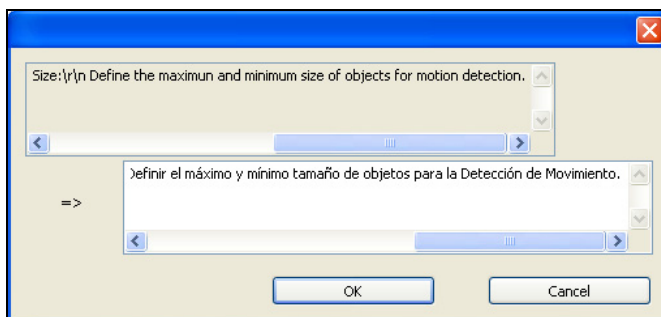 Size:\r\n Define the maximun and minimum size of objects for motion detection.
=>
Definir el máximo y mínimo tamaño de objetos para la Detección de Movimiento.
OK
Cancel